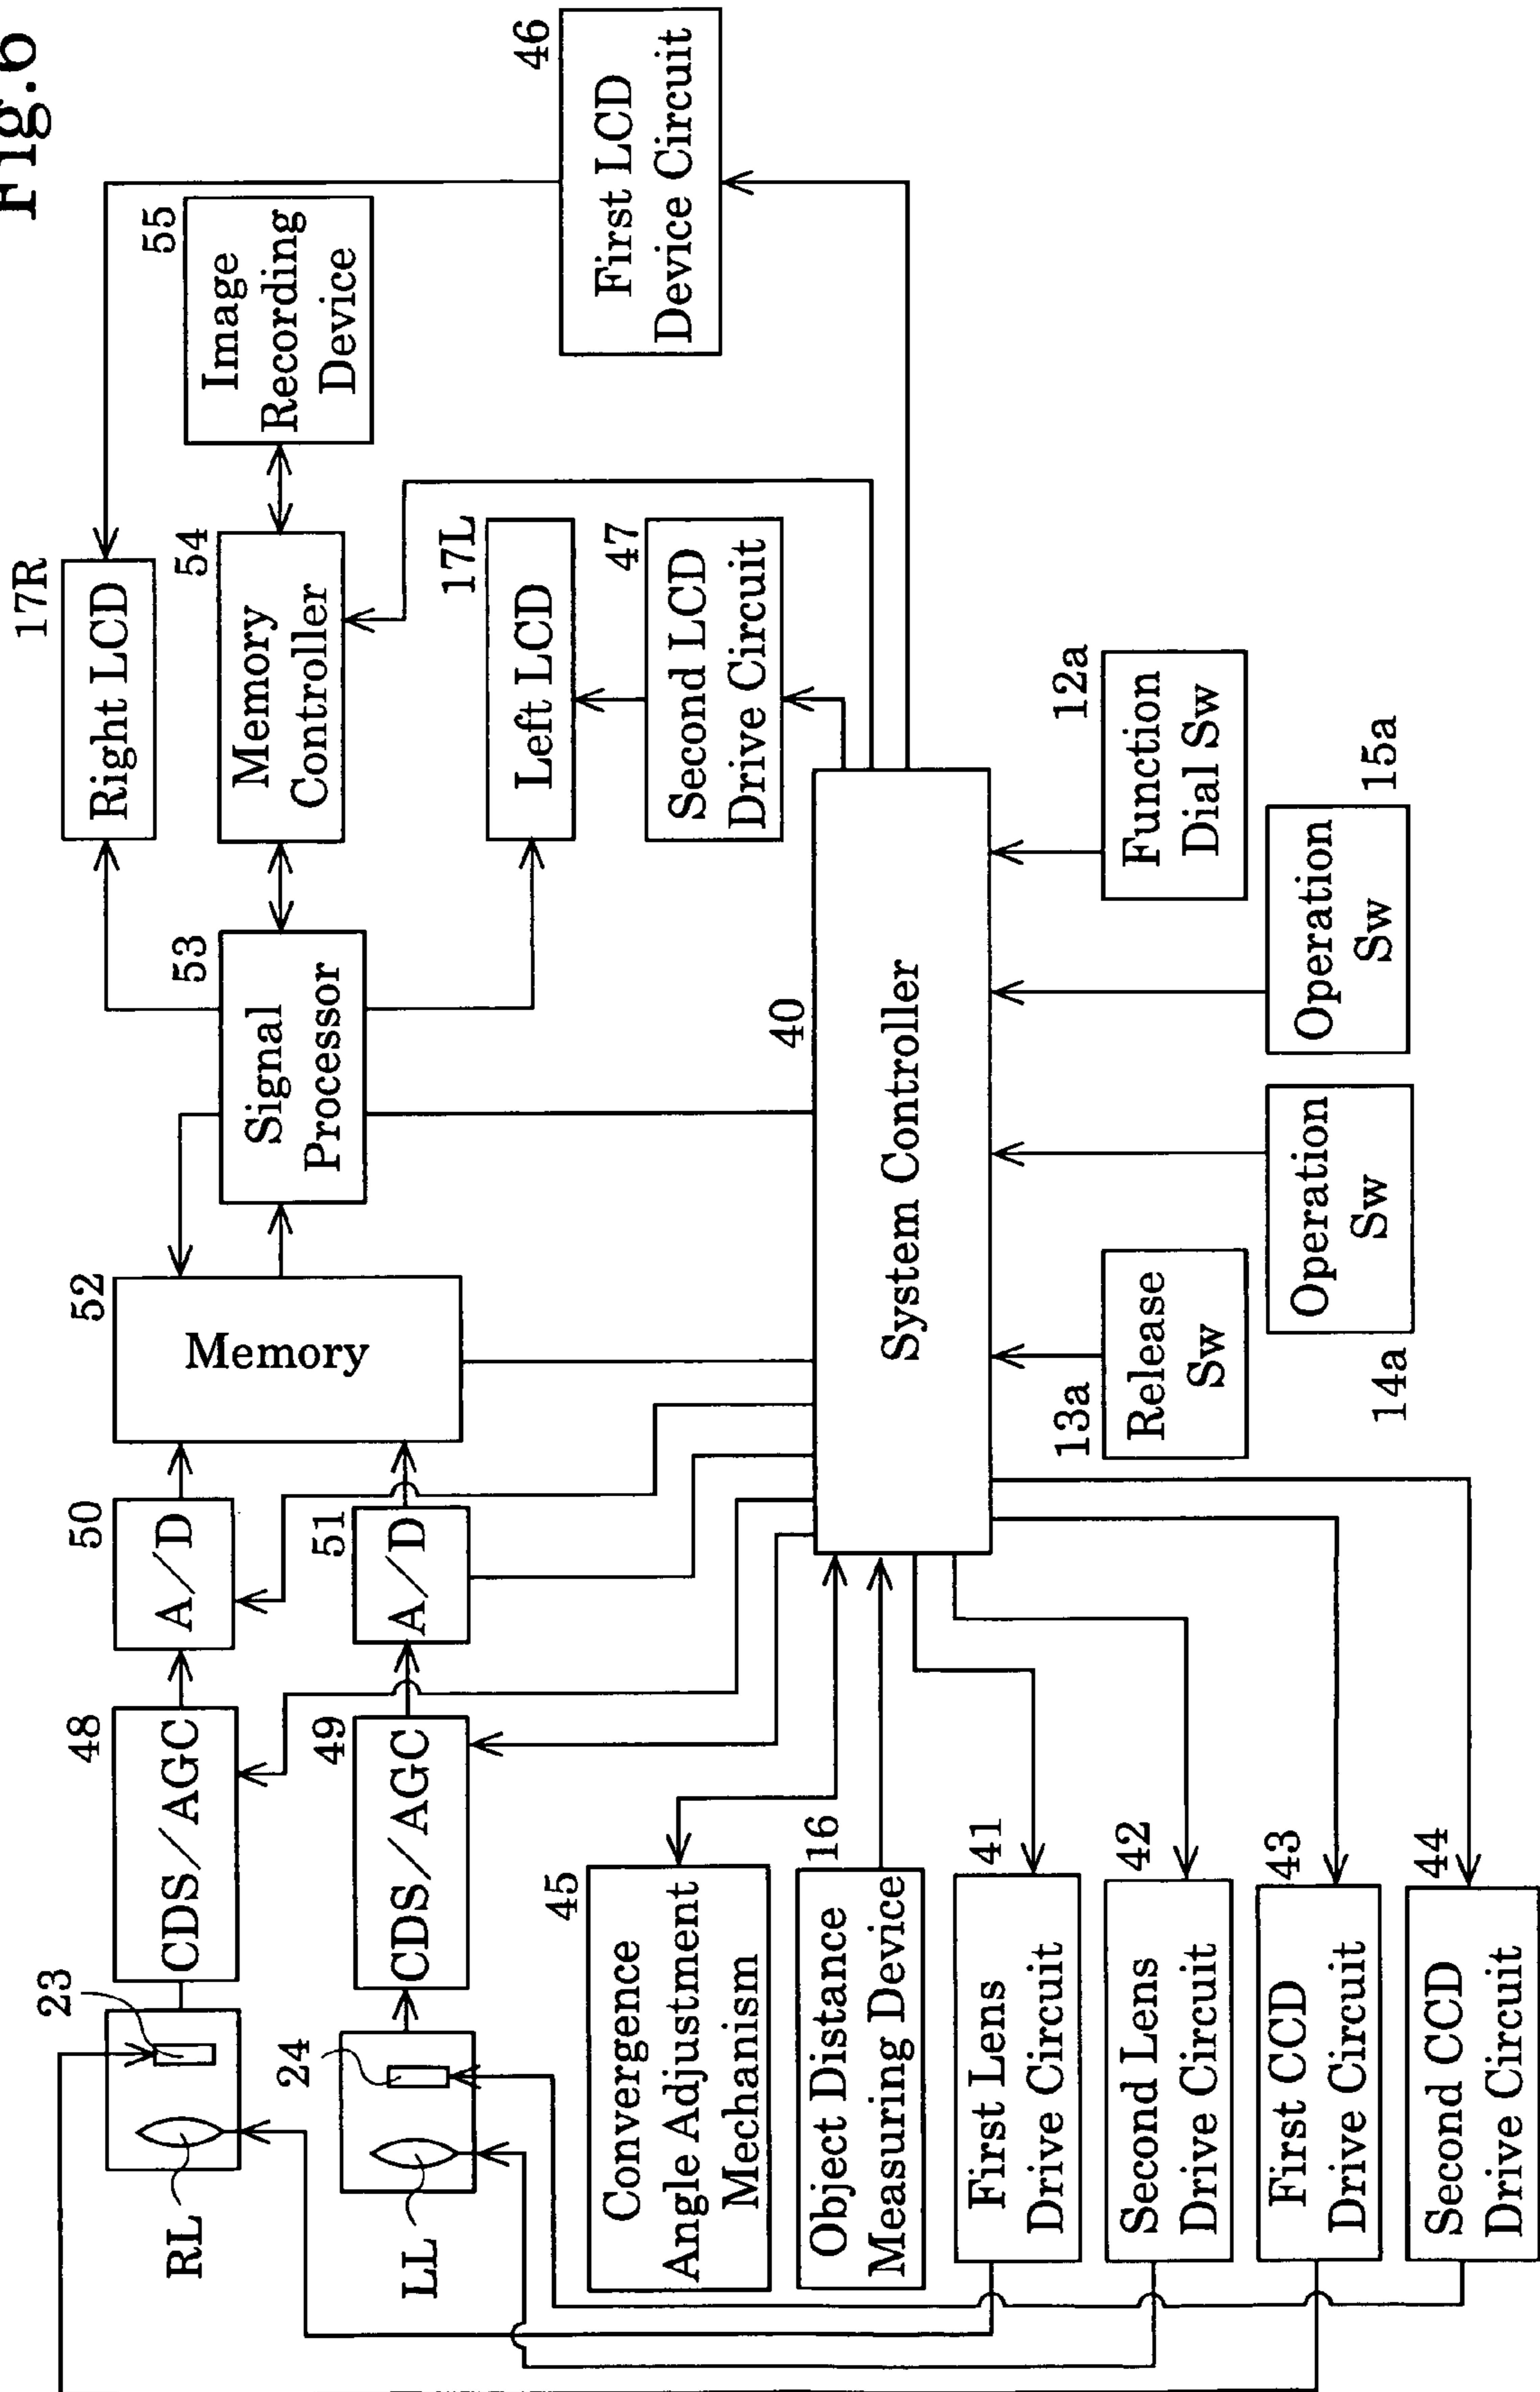 Fig.6
17R
Right LCD
55
Image
Recording
Device
46
First LCD
Device Circuit
54
Memory
Controller
17L
Left LCD
47
Second LCD
Drive Circuit
53
Signal
Processor
52
Memory
50
A/D
51
A/D
48
CDS/AGC
49
CDS/AGC
23
24
RL
LL
40
System Controller
12a
Function
Dial Sw
15a
Operation
Sw
14a
Operation
Sw
13a
Release
Sw
45
Convergence
Angle Adjustment
Mechanism
16
Object Distance
Measuring Device
41
First Lens
Drive Circuit
42
Second Lens
Drive Circuit
43
First CCD
Drive Circuit
44
Second CCD
Drive Circuit